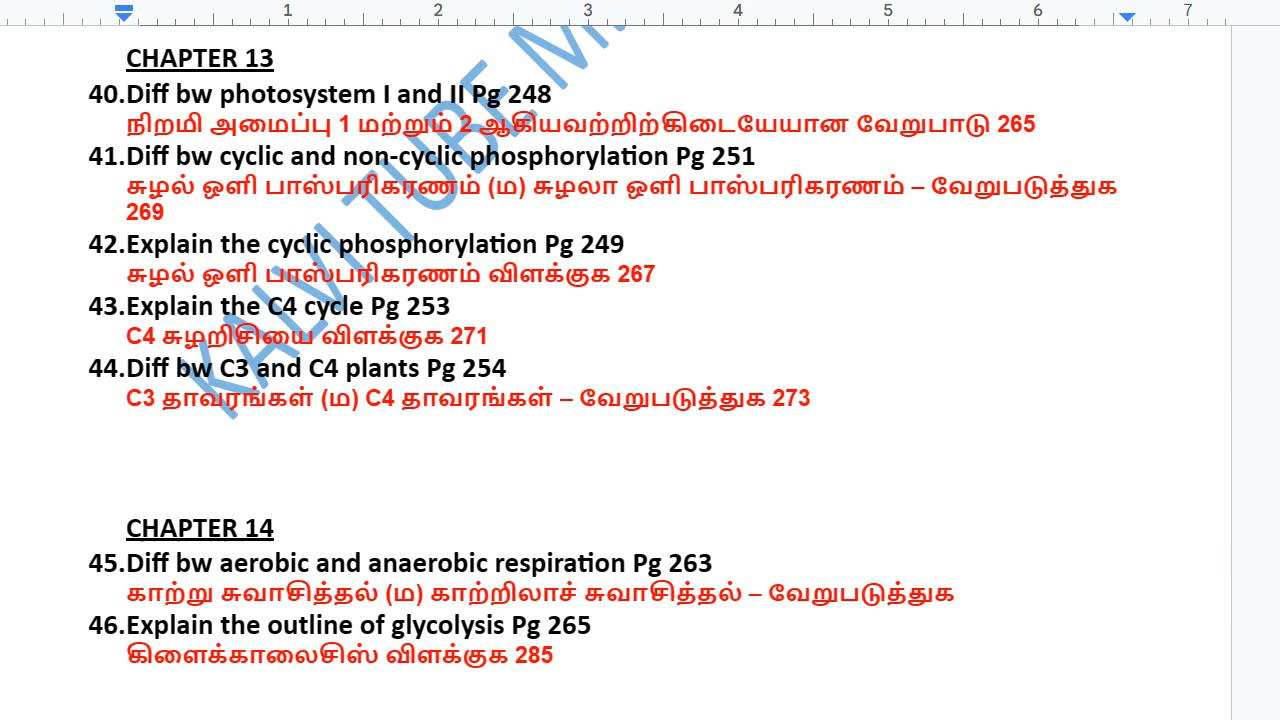 1 2 3 4 5 6 7
CHAPTER 13
40.Diff bw photosystem I and II Pg 248
நிறமி அமைப்பு 1 மற்றும் 2 ஆகியவற்றிற்கிடையேயான வேறுபாடு 265
41.Diff bw cyclic and non-cyclic phosphorylation Pg 251
சுழல் ஒளி பாஸ்பரிகாரணம் (ம) சுழலா ஒளி பாஸ்பரிகரணம் – வேறுபடுத்துக
269
42.Explain the cyclic phosphorylation Pg 249
சுழல் ஒளி பாஸ்பரிகரணம் விளக்குக 267
43.Explain the C4 cycle Pg 253
C4 சுழறிசியை விளக்குக 271
44.Diff bw C3 and C4 plants Pg 254
C3 தாவரங்கள் (ம) C4 தாவரங்கள் – வேறுபடுத்துக 273
CHAPTER 14
45.Diff bw aerobic and anaerobic respiration Pg 263
காற்று சுவாசித்தல் (ம) காற்றிலாச் சுவாசித்தல் – வேறுபடுத்துக
46.Explain the outline of glycolysis Pg 265
கிளைக்காலைசிஸ் விளக்குக 285
KALVI TUBE